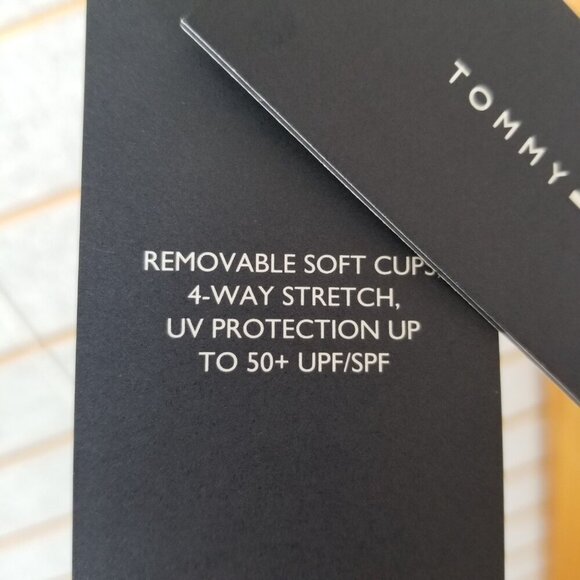 TOMMY
REMOVABLE SOFT CUPS,
4-WAY STRETCH,
UV PROTECTION UP
TO 50+ UPF/SPF